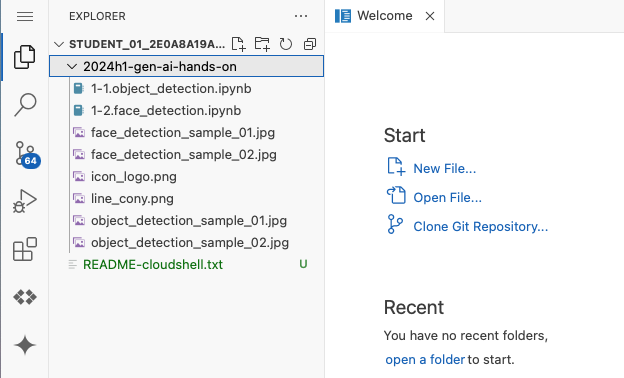 EXPLORER
Welcome
STUDENT_01_2E0A8A19A...
2024h1-gen-ai-hands-on
1-1.object_detection.ipynb
1-2.face_detection.ipynb
face_detection_sample_01.jpg
face_detection_sample_02.jpg
icon_logo.png
line_cony.png
object_detection_sample_01.jpg
object_detection_sample_02.jpg
README-cloudshell.txt U
64
Start
New File...
Open File...
Clone Git Repository...
Recent
You have no recent folders,
open a folder to start.